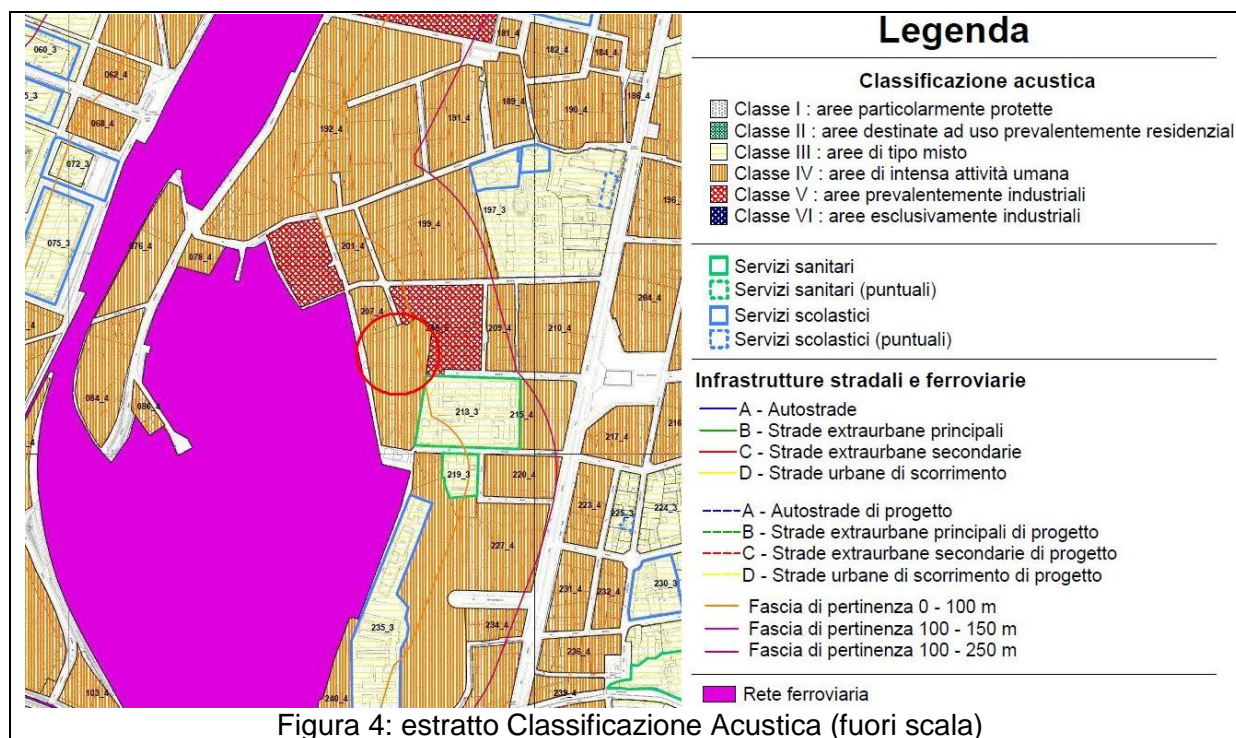 060_3
062_4
068_4
072_3
075_3
076_4
078_4
084_4
086_4
103_4
181_4
182_4
184_4
186_4
189_4
190_4
191_4
192_4
196_
197_3
199_4
201_4
204_4
207_4
209_4
210_4
213_3
215_4
217_4
216
219_3
220_4
223_4
224_3
225_3
227_4
230_3
231_4
232_4
234_4
235_3
236_4
239_4
240_4
Legenda
Classificazione acustica
Classe I : aree particolarmente protette
Classe II : aree destinate ad uso prevalentemente residenzial
Classe III : aree di tipo misto
Classe IV : aree di intensa attività umana
Classe V : aree prevalentemente industriali
Classe VI : aree esclusivamente industriali
Servizi sanitari
Servizi sanitari (puntuali)
Servizi scolastici
Servizi scolastici (puntuali)
Infrastrutture stradali e ferroviarie
A - Autostrade
B - Strade extraurbane principali
C - Strade extraurbane secondarie
D - Strade urbane di scorrimento
A - Autostrade di progetto
B - Strade extraurbane principali di progetto
C - Strade extraurbane secondarie di progetto
D - Strade urbane di scorrimento di progetto
Fascia di pertinenza 0 - 100 m
Fascia di pertinenza 100 - 150 m
Fascia di pertinenza 100 - 250 m
Rete ferroviaria
Figura 4: estratto Classificazione Acustica (fuori scala)